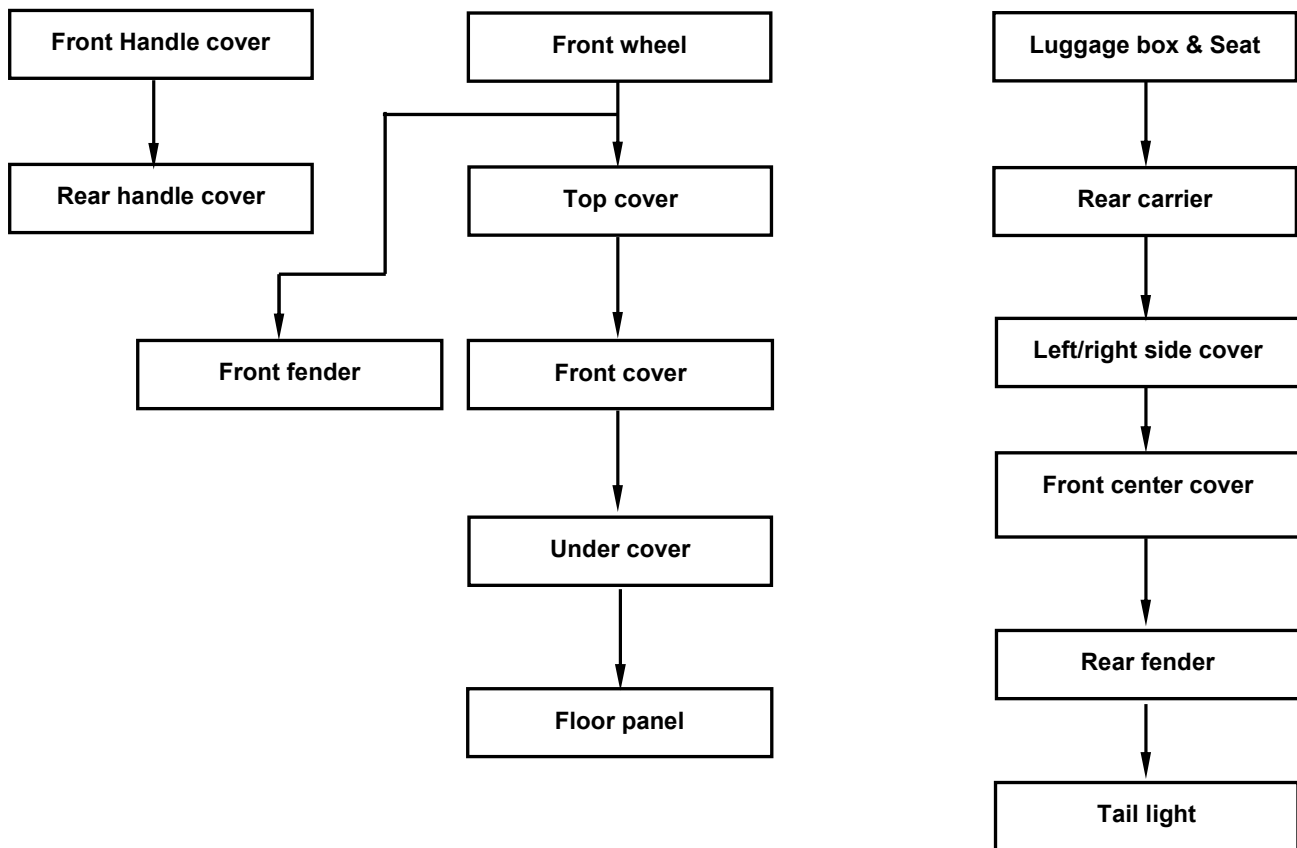 Front Handle cover
Rear handle cover
Front wheel
Top cover
Front fender
Front cover
Under cover
Floor panel
Luggage box & Seat
Rear carrier
Left/right side cover
Front center cover
Rear fender
Tail light